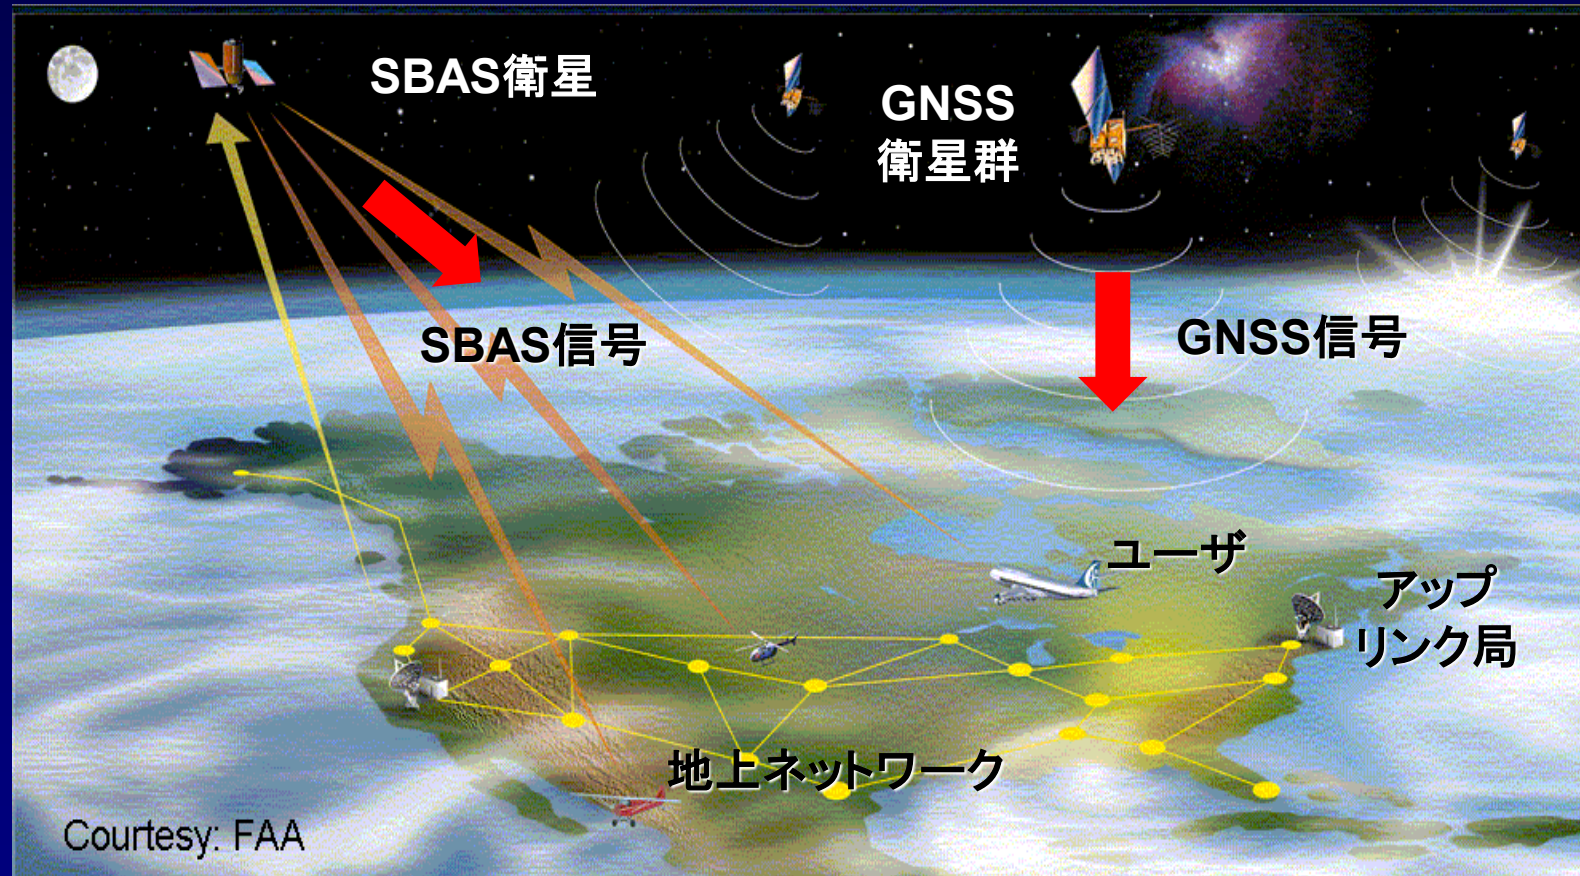 SBAS衛星
GNSS
衛星群
SBAS信号
GNSS信号
ユーザ
アップ
リンク局
地上ネットワーク
Courtesy: FAA